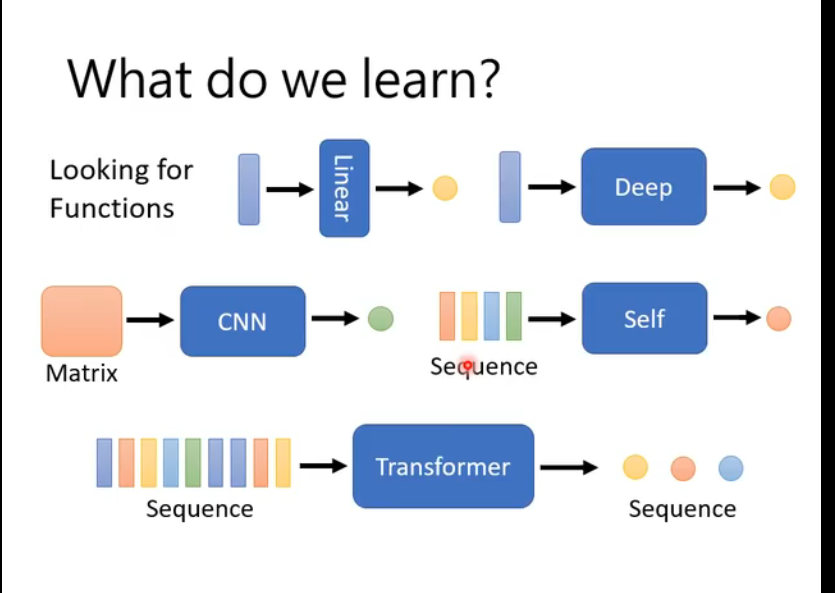 What do we learn?
Looking for
Functions
Linear
Deep
CNN
Self
Matrix
Sequence
Transformer
Sequence
Sequence